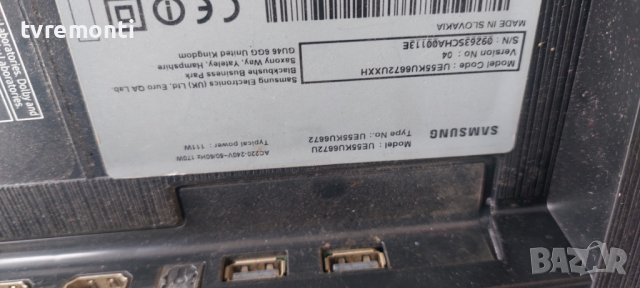 tvremonti
SAMSUNG
Model : UE55KU6672U
Type No.: UE55KU6672
AC220-240V~50/60Hz 170W
Typical power : 111W
Model Code : UE55KU6672UXXH
Version No : 04
S/N : 092635CHA00113E
MADE IN SLOVAKIA
Samsung Electronics (UK) Ltd, Euro QA Lab.
Blackbushe Business Park
Saxony Way, Yateley, Hampshire
GU46 6GG United Kingdom
Laboratories. Dolby and
Laboratories.
BAZAR
.bg